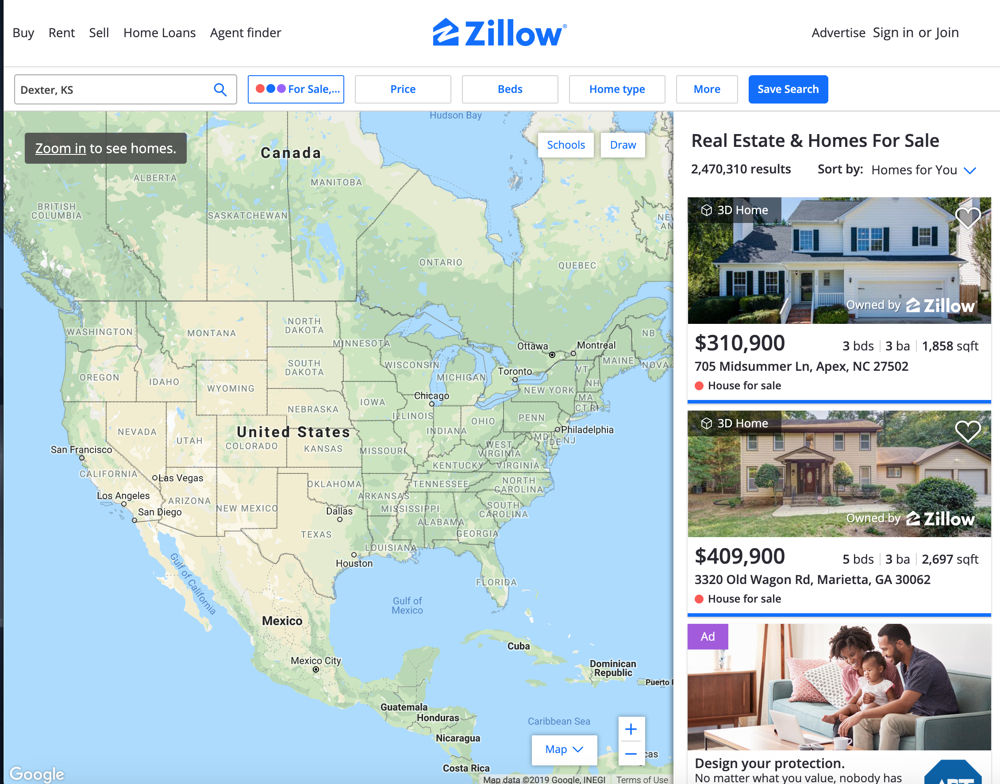 Buy Rent Sell Home Loans Agent finder
Zillow®
Advertise Sign in or Join
Dexter, KS
For Sale,...
Price
Beds
Home type
More
Save Search
Zoom in to see homes.
Schools
Draw
Hudson Bay
Canada
ALBERTA
MANITOBA
BRITISH
COLUMBIA
SASKATCHEWAN
ONTARIO
QUEBEC
WASHINGTON
MONTANA
NORTH
DAKOTA
MINNESOTA
Ottawa
Montreal
NB
MAINE
NOVA
OREGON
IDAHO
WYOMING
SOUTH
DAKOTA
WISCONSIN
MICHIGAN
Toronto
VT
NH
NEW YORK
MA
CT RI
Chicago
IOWA
NEBRASKA
ILLINOIS
INDIANA
OHIO
PENN
Philadelphia
NEVADA
UTAH
United States
COLORADO
KANSAS
MISSOURI
WEST
VIRGINIA
MD
DE NJ
San Francisco
CALIFORNIA
Las Vegas
KENTUCKY
VIRGINIA
Los Angeles
ARIZONA
NEW MEXICO
OKLAHOMA
ARKANSAS
TENNESSEE
NORTH
CAROLINA
San Diego
Dallas
MISSISSIPPI
ALABAMA
SOUTH
CAROLINA
TEXAS
GEORGIA
LOUISIANA
Houston
Gulf of California
FLORIDA
Gulf of
Mexico
Mexico
Mexico City
Cuba
Dominican
Republic
Puerto
Guatemala
Honduras
Caribbean Sea
Nicaragua
Costa Rica
Map
+
−
Google
Map data ©2019 Google, INEGI Terms of Use
Real Estate & Homes For Sale
2,470,310 results Sort by: Homes for You
3D Home
Owned by Zillow
$310,900 3 bds 3 ba 1,858 sqft
705 Midsummer Ln, Apex, NC 27502
House for sale
3D Home
Owned by Zillow
$409,900 5 bds 3 ba 2,697 sqft
3320 Old Wagon Rd, Marietta, GA 30062
House for sale
Ad
Design your protection.
No matter what you value, nobody has